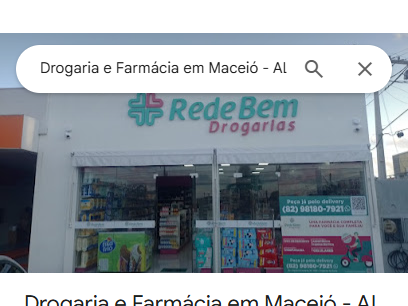 Drogaria e Farmácia em Maceió - AL
RedeBem
Drogarias
Peça já pelo delivery
(82) 98180-7921
Peça já pelo delivery
(82) 98180-7921
Drogaria e Farmácia em Maceió - AL